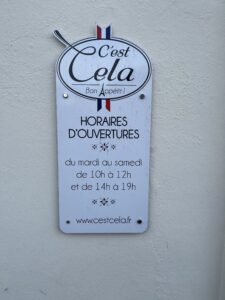 C'est
Cela
Bon Appétit !
HORAIRES
D'OUVERTURES
du mardi au samedi
de 10h à 12h
et de 14h à 19h
www.cestcela.fr